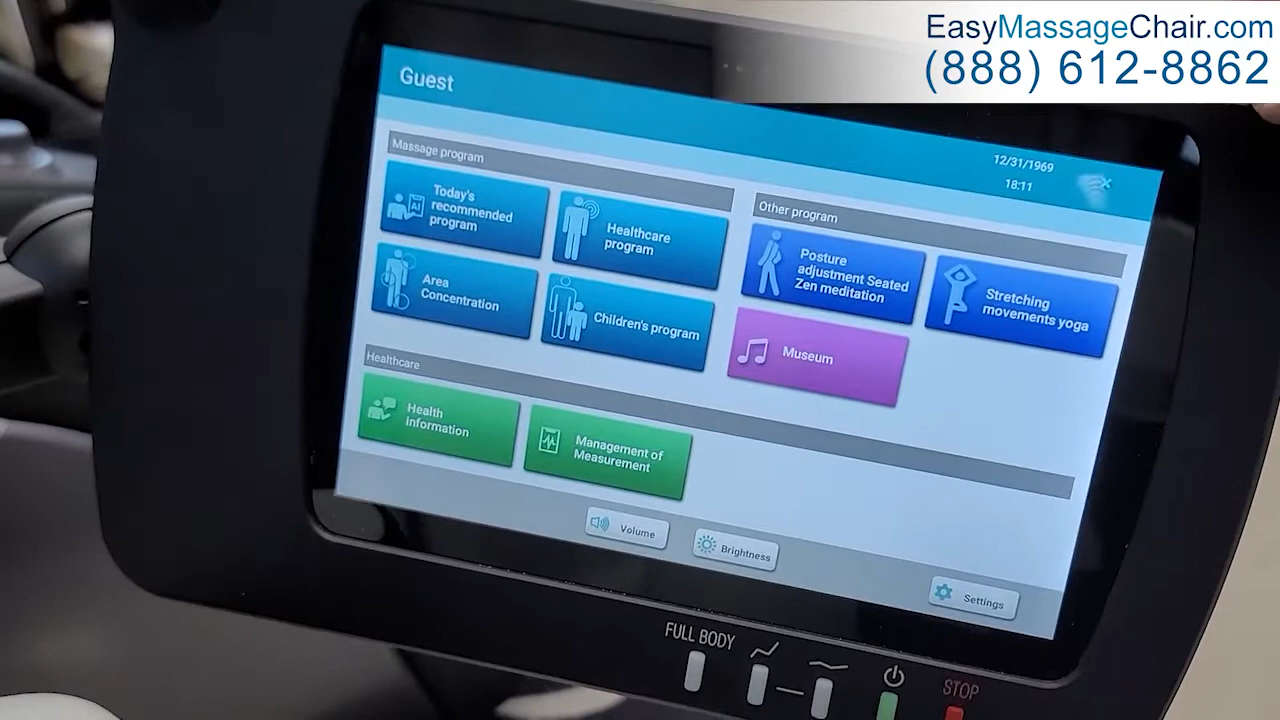 EasyMassageChair.com
(888) 612-8862
Guest
12/31/1969
18:11
Massage program
Today's
recommended
program
Healthcare
program
Area
Concentration
Children's program
Other program
Posture
adjustment Seated
Zen meditation
Stretching
movements yoga
Museum
Healthcare
Health
information
Management of
Measurement
Volume
Brightness
Settings
FULL BODY
STOP